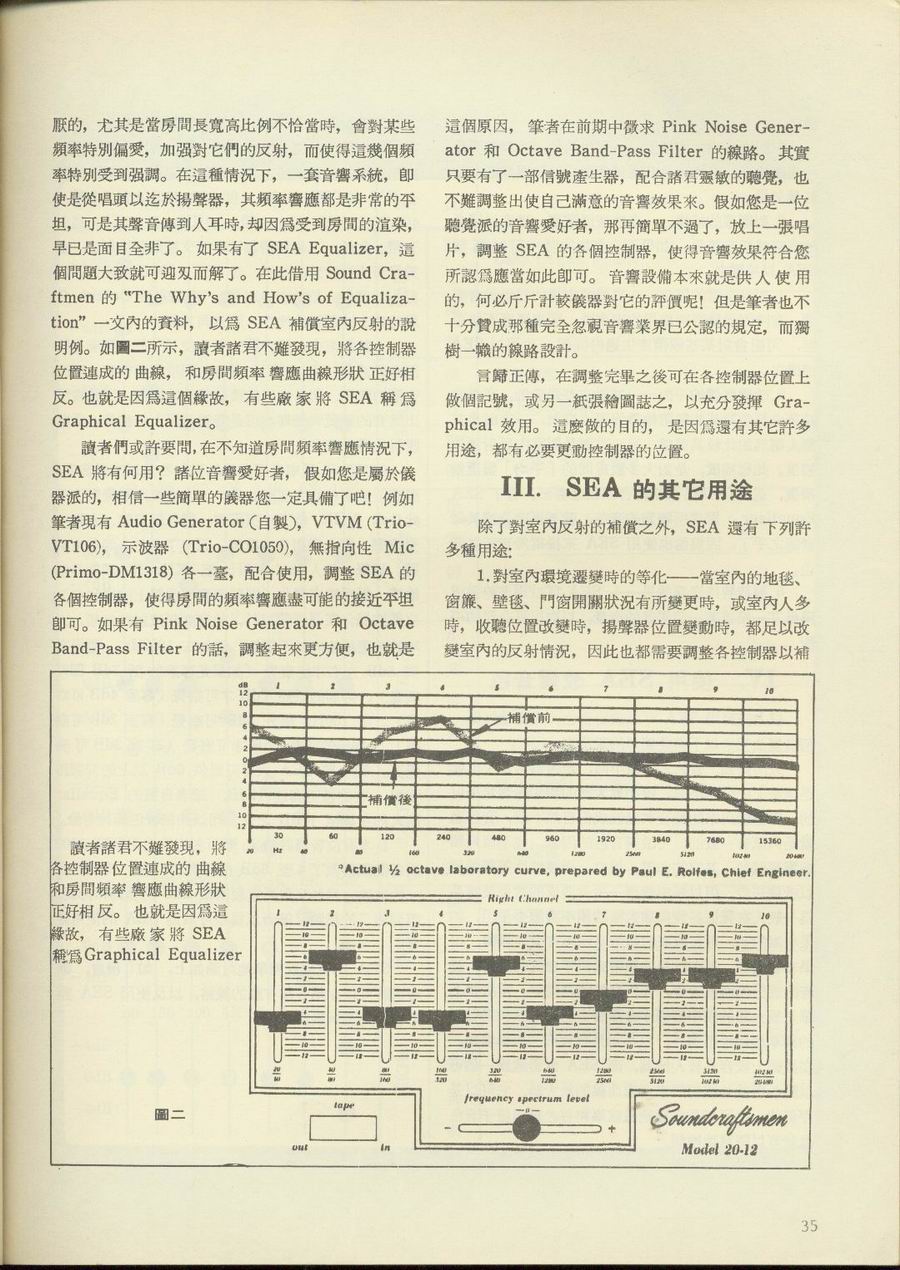 厭的，尤其是當房間長寬高比例不恰當時，會對某些
頻率特別偏愛，加强對它們的反射，而使得這幾個頻
率特別受到强調。在這種情況下，一套音響系統，卽
使是從唱頭以迄於揚聲器，其頻率響應都是非常的平
坦，可是其聲音傳到人耳時，却因爲受到房間的渲染，
早已是面目全非了。如果有了 SEA Equalizer，這
個問題大致就可迎刄而解了。在此借用 Sound Cra-
ftmen 的 “The Why's and How's of Equaliza-
tion” 一文內的資料，以爲 SEA 補償室內反射的說
明例。如圖二所示，讀者諸君不難發現，將各控制器
位置連成的曲線，和房間頻率響應曲線形狀正好相
反。也就是因爲這個緣故，有些廠家將 SEA 稱爲
Graphical Equalizer。
讀者們或許要問，在不知道房間頻率響應情況下，
SEA 將有何用？諸位音響愛好者，假如您是屬於儀
器派的，相信一些簡單的儀器您一定具備了吧！例如
筆者現有 Audio Generator（自製），VTVM (Trio-
VT106)，示波器 (Trio-CO1050)，無指向性 Mic
(Primo-DM1318) 各一臺，配合使用，調整 SEA 的
各個控制器，使得房間的頻率響應盡可能的接近平坦
卽可。如果有 Pink Noise Generator 和 Octave
Band-Pass Filter 的話，調整起來更方便，也就是
這個原因，筆者在前期中徵求 Pink Noise Gener-
ator 和 Octave Band-Pass Filter 的線路。其實
只要有了一部信號產生器，配合諸君靈敏的聽覺，也
不難調整出使自己滿意的音響效果來。假如您是一位
聽覺派的音響愛好者，那再簡單不過了，放上一張唱
片，調整 SEA 的各個控制器，使得音響效果符合您
所認爲應當如此卽可。音響設備本來就是供人使用
的，何必斤斤計較儀器對它的評價呢！但是筆者也不
十分贊成那種完全忽視音響業界已公認的規定，而獨
樹一幟的線路設計。
言歸正傳，在調整完畢之後可在各控制器位置上
做個記號，或另一紙張繪圖誌之，以充分發揮 Gra-
phical 效用。這麼做的目的，是因爲還有其它許多
用途，都有必要更動控制器的位置。
III. SEA 的其它用途
除了對室內反射的補償之外，SEA 還有下列許
多種用途：
1.對室內環境遷變時的等化——當室內的地毯、
窗簾、壁毯、門窗開關狀況有所變更時，或室內人多
時，收聽位置改變時，揚聲器位置變動時，都足以改
變室內的反射情況，因此也都需要調整各控制器以補
dB 1 2 3 4 5 6 7 8 9 10
12
10
8
6
4
2
0
2
4
6
8
10
12
補償前
補償後
30 60 120 240 480 960 1920 3840 7680 15360
20 Hz 40 80 160 320 640 1280 2560 5120 10240 20480
°Actual ½ octave laboratory curve, prepared by Paul E. Rolfes, Chief Engineer.
讀者諸君不難發現，將
各控制器位置連成的曲線
和房間頻率響應曲線形狀
正好相反。也就是因爲這
緣故，有些廠家將 SEA
稱爲 Graphical Equalizer
圖二
Right Channel
1 2 3 4 5 6 7 8 9 10
20 40 80 160 320 640 1280 2560 5120 10240
40 80 160 320 640 1280 2560 5120 10240 20480
frequency spectrum level
- 0 +
tape
out in
Soundcraftsmen
Model 20-12
35